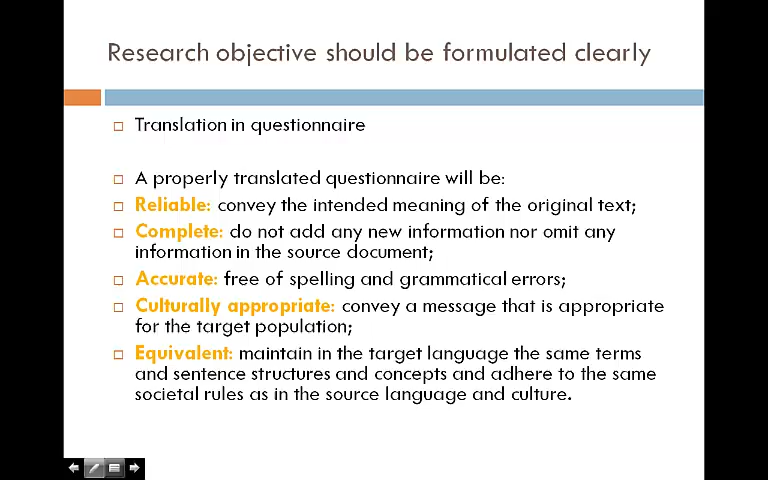 Research objective should be formulated clearly
Translation in questionnaire
A properly translated questionnaire will be:
Reliable: convey the intended meaning of the original text;
Complete: do not add any new information nor omit any
information in the source document;
Accurate: free of spelling and grammatical errors;
Culturally appropriate: convey a message that is appropriate
for the target population;
Equivalent: maintain in the target language the same terms
and sentence structures and concepts and adhere to the same
societal rules as in the source language and culture.